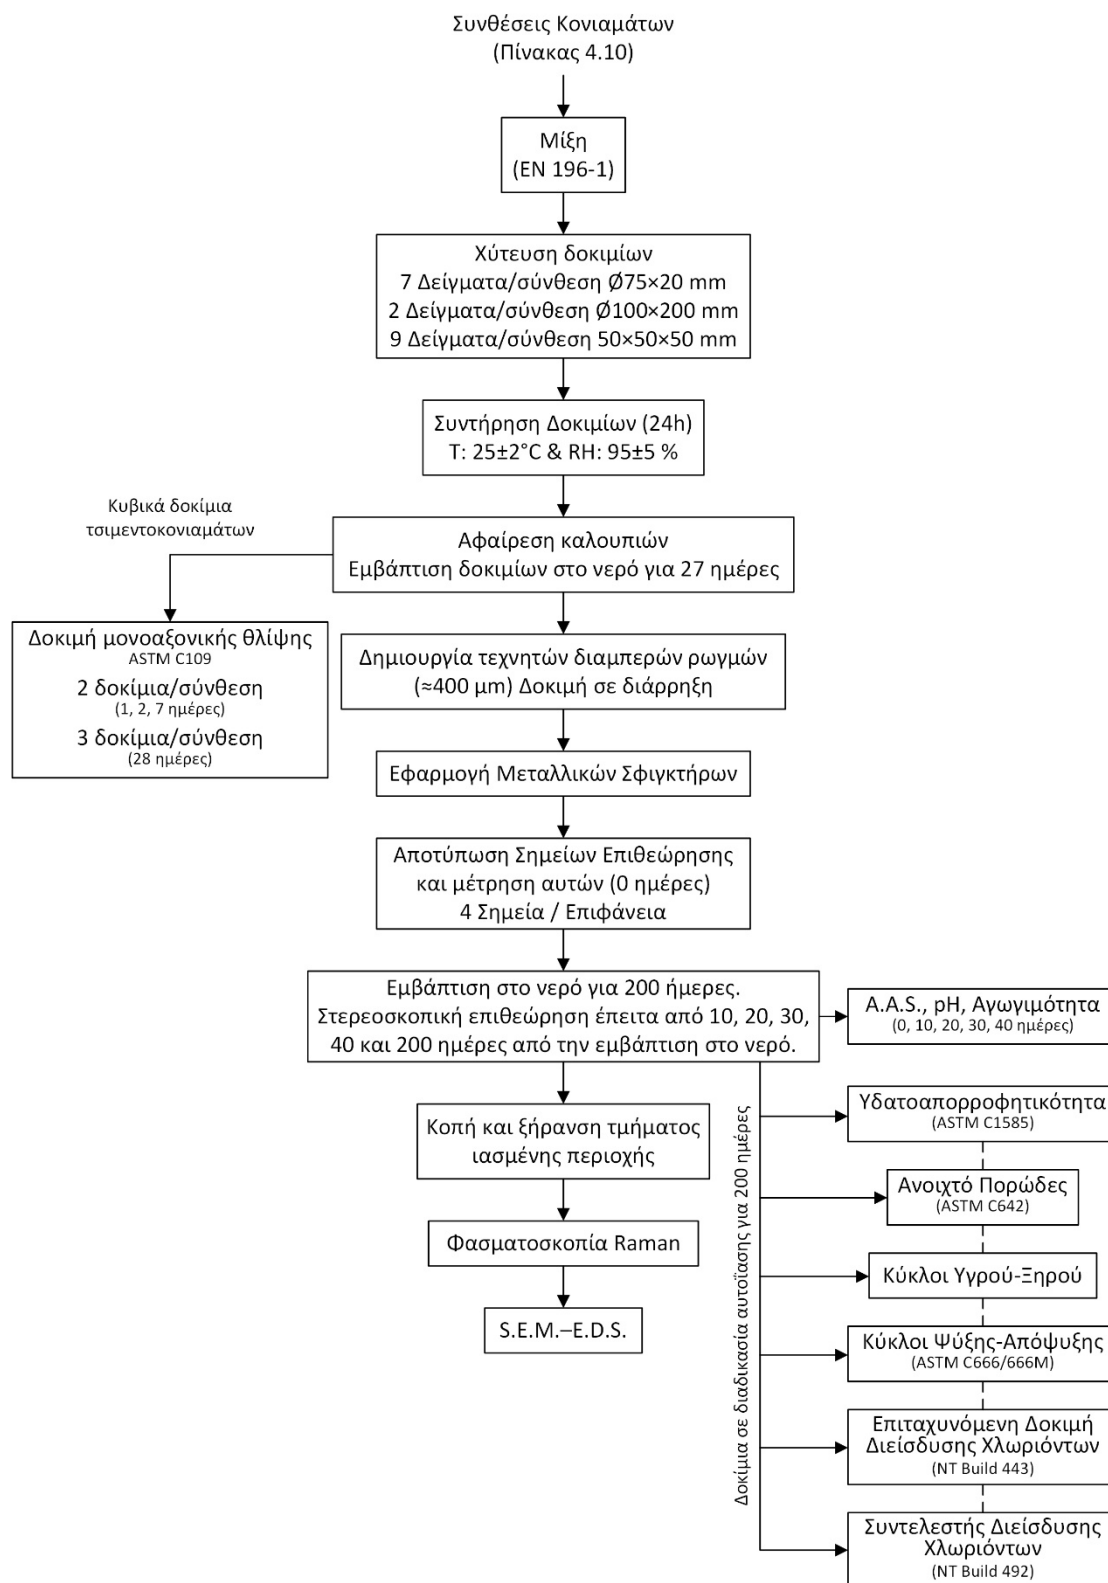 Συνθέσεις Κονιαμάτων
(Πίνακας 4.10)
Μίξη
(EN 196-1)
Χύτευση δοκιμίων
7 Δείγματα/σύνθεση Ø75×20 mm
2 Δείγματα/σύνθεση Ø100×200 mm
9 Δείγματα/σύνθεση 50×50×50 mm
Συντήρηση Δοκιμίων (24h)
T: 25±2°C & RH: 95±5 %
Κυβικά δοκίμια
τσιμεντοκονιαμάτων
Αφαίρεση καλουπιών
Εμβάπτιση δοκιμίων στο νερό για 27 ημέρες
Δοκιμή μονοαξονικής θλίψης
ASTM C109
2 δοκίμια/σύνθεση
(1, 2, 7 ημέρες)
3 δοκίμια/σύνθεση
(28 ημέρες)
Δημιουργία τεχνητών διαμπερών ρωγμών
(≈400 μm) Δοκιμή σε διάρρηξη
Εφαρμογή Μεταλλικών Σφιγκτήρων
Αποτύπωση Σημείων Επιθεώρησης
και μέτρηση αυτών (0 ημέρες)
4 Σημεία / Επιφάνεια
Εμβάπτιση στο νερό για 200 ήμερες.
Στερεοσκοπική επιθεώρηση έπειτα από 10, 20, 30,
40 και 200 ημέρες από την εμβάπτιση στο νερό.
A.A.S., pH, Αγωγιμότητα
(0, 10, 20, 30, 40 ημέρες)
Κοπή και ξήρανση τμήματος
ιασμένης περιοχής
Φασματοσκοπία Raman
S.E.M.–E.D.S.
Δοκίμια σε διαδικασία αυτοΐασης για 200 ημέρες
Υδατοαπορροφητικότητα
(ASTM C1585)
Ανοιχτό Πορώδες
(ASTM C642)
Κύκλοι Υγρού-Ξηρού
Κύκλοι Ψύξης-Απόψυξης
(ASTM C666/666M)
Επιταχυνόμενη Δοκιμή
Διείσδυσης Χλωριόντων
(NT Build 443)
Συντελεστής Διείσδυσης
Χλωριόντων
(NT Build 492)